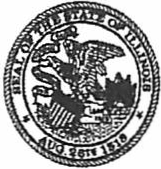 SEAL OF THE STATE OF ILLINOIS
AUG. 26TH 1818